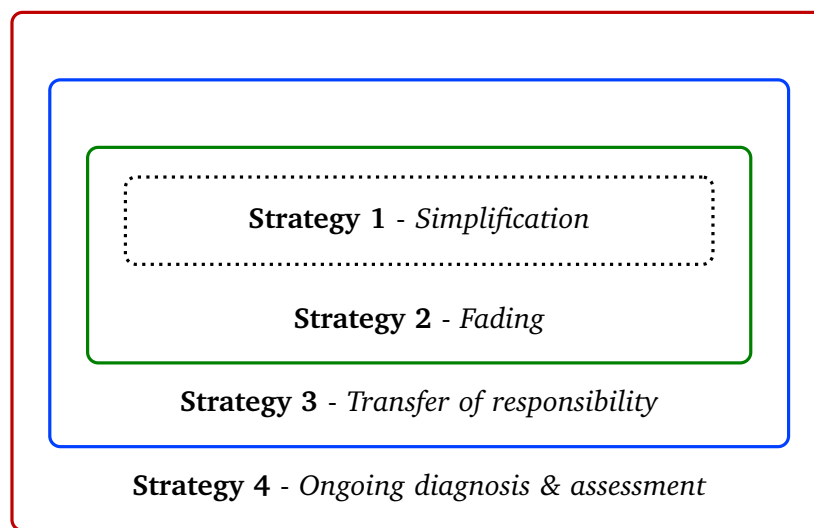 Strategy 1 - Simplification
Strategy 2 - Fading
Strategy 3 - Transfer of responsibility
Strategy 4 - Ongoing diagnosis & assessment